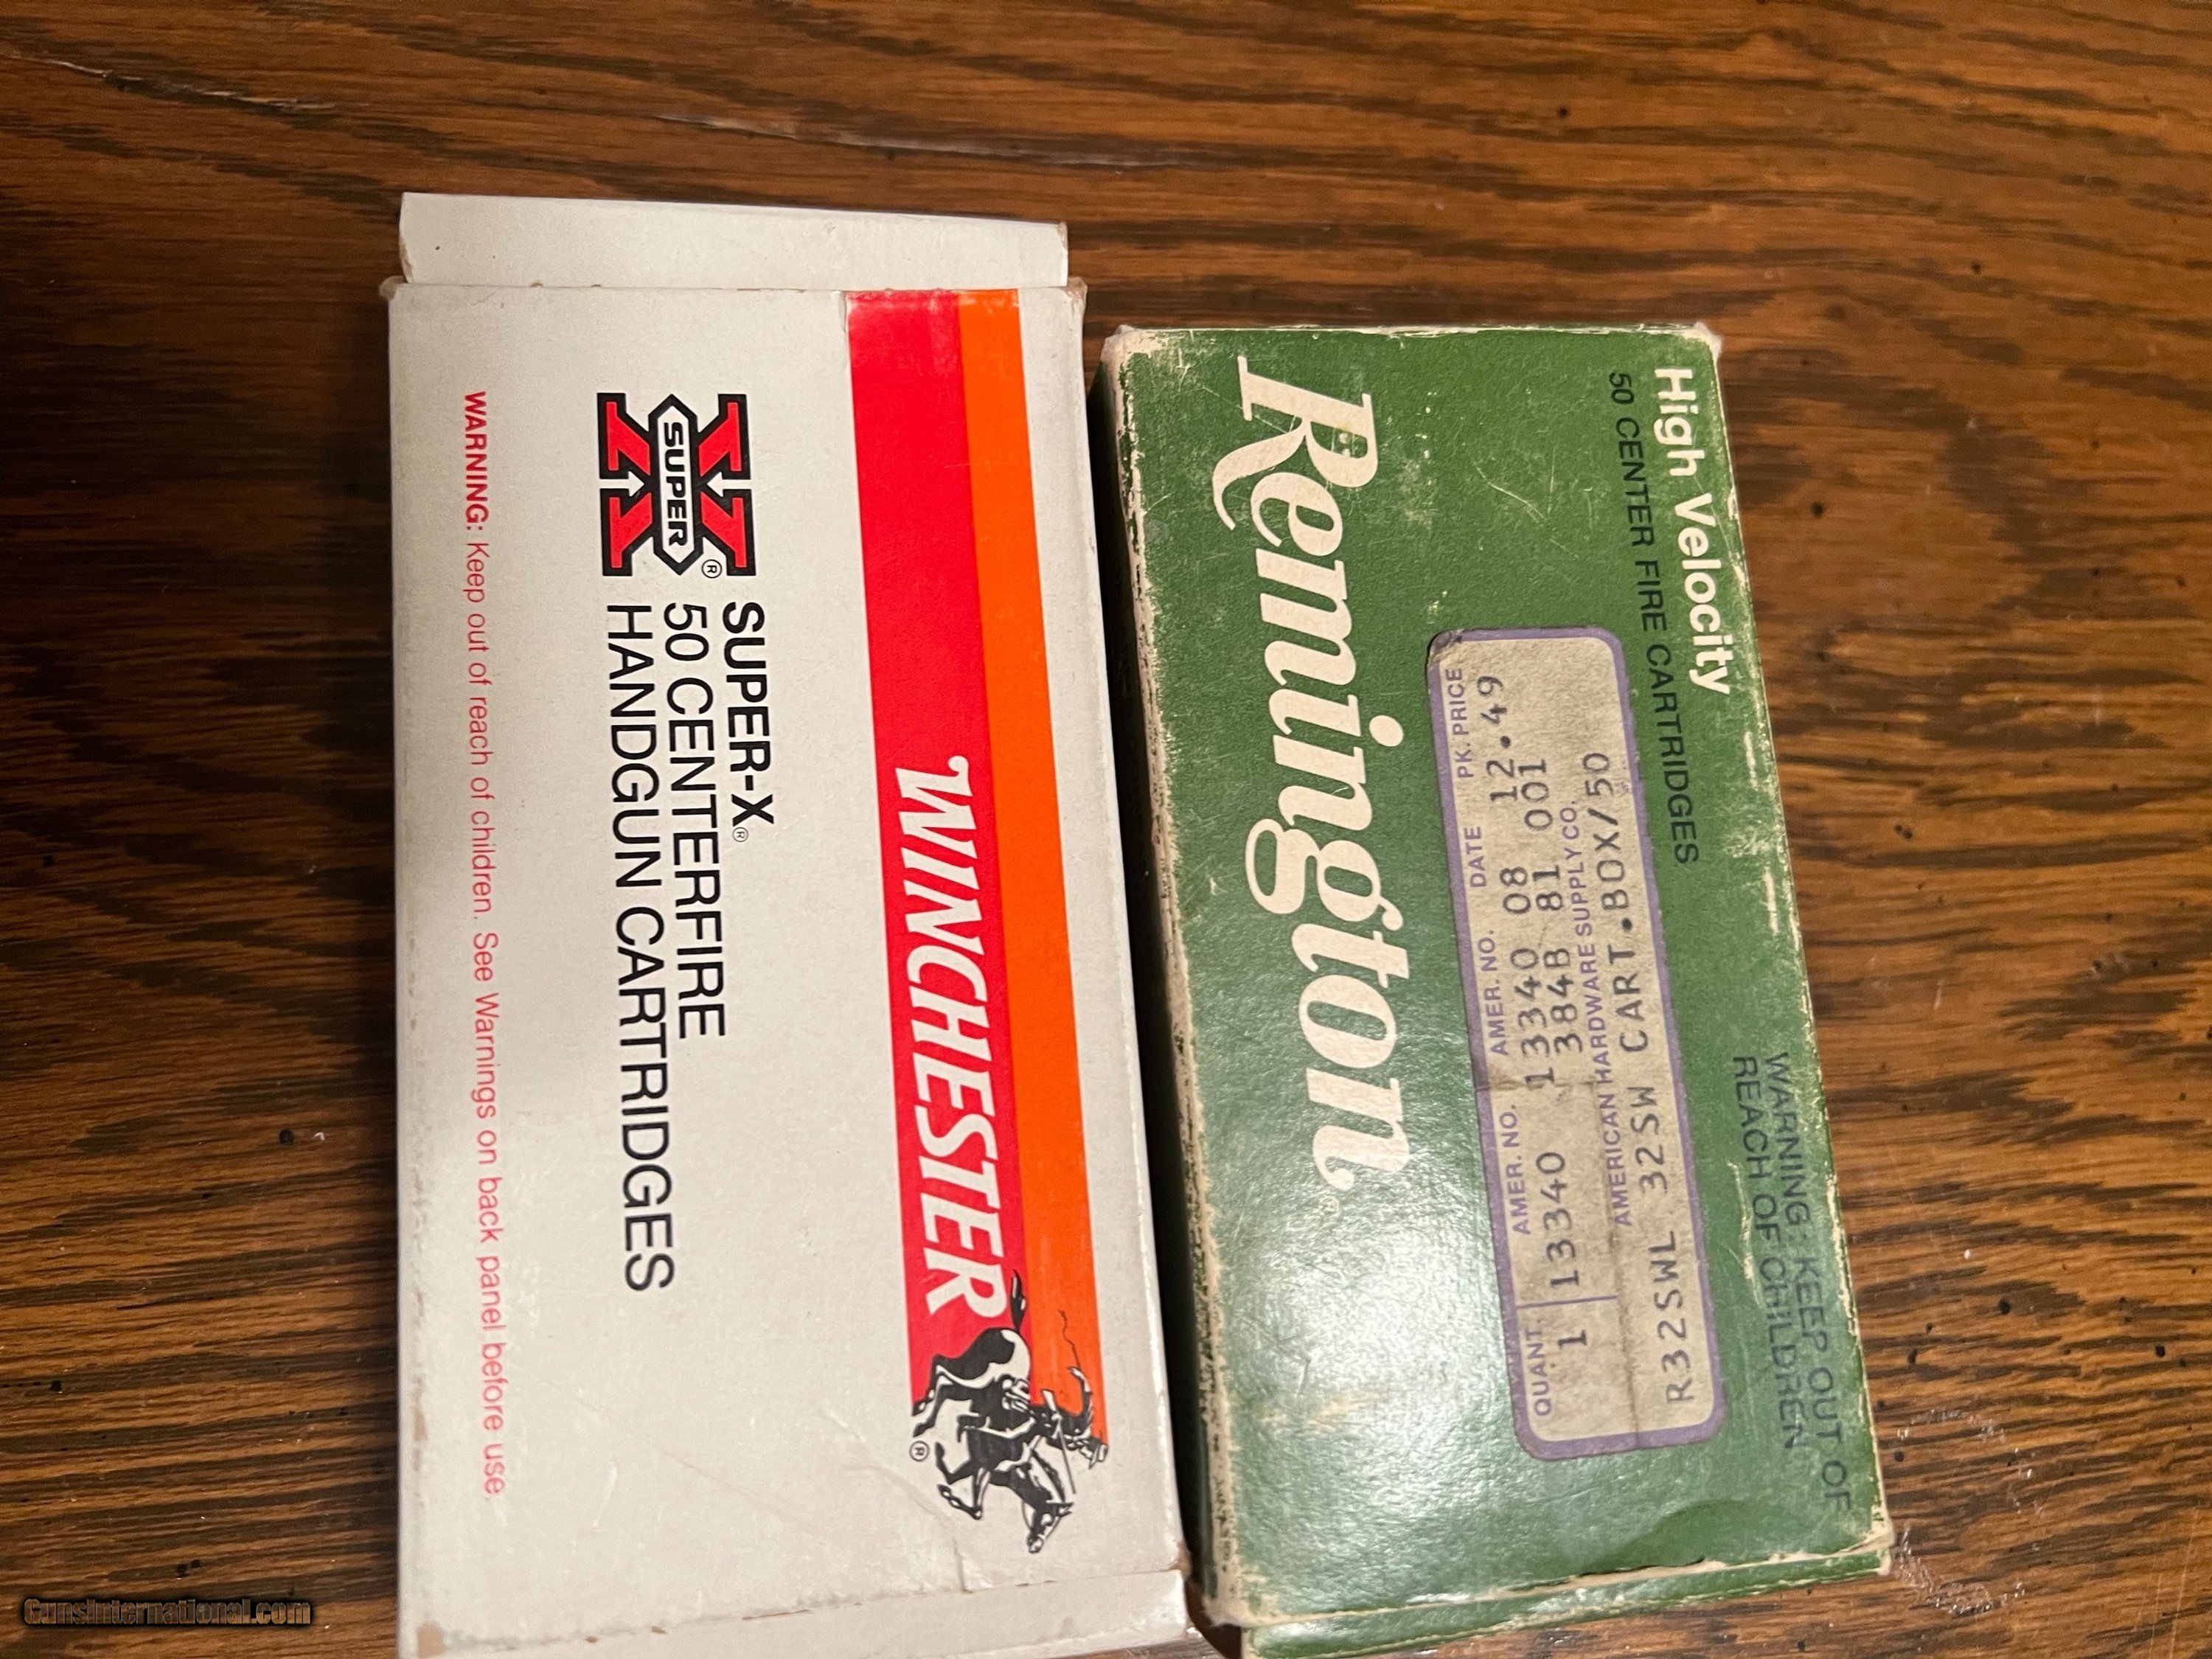 WINCHESTER
®
SUPER
X
®
SUPER-X®
50 CENTERFIRE
HANDGUN CARTRIDGES
WARNING: Keep out of reach of children. See Warnings on back panel before use.
High Velocity
50 CENTER FIRE CARTRIDGES
WARNING: KEEP OUT OF
REACH OF CHILDREN
Remington
QUANT. AMER. NO. AMER. NO. DATE PK. PRICE
1 13340 13340 08 12.49
384B 81 001
AMERICAN HARDWARE SUPPLY CO.
R32SWL 32SW CART.BOX/50
GunsInternational.com